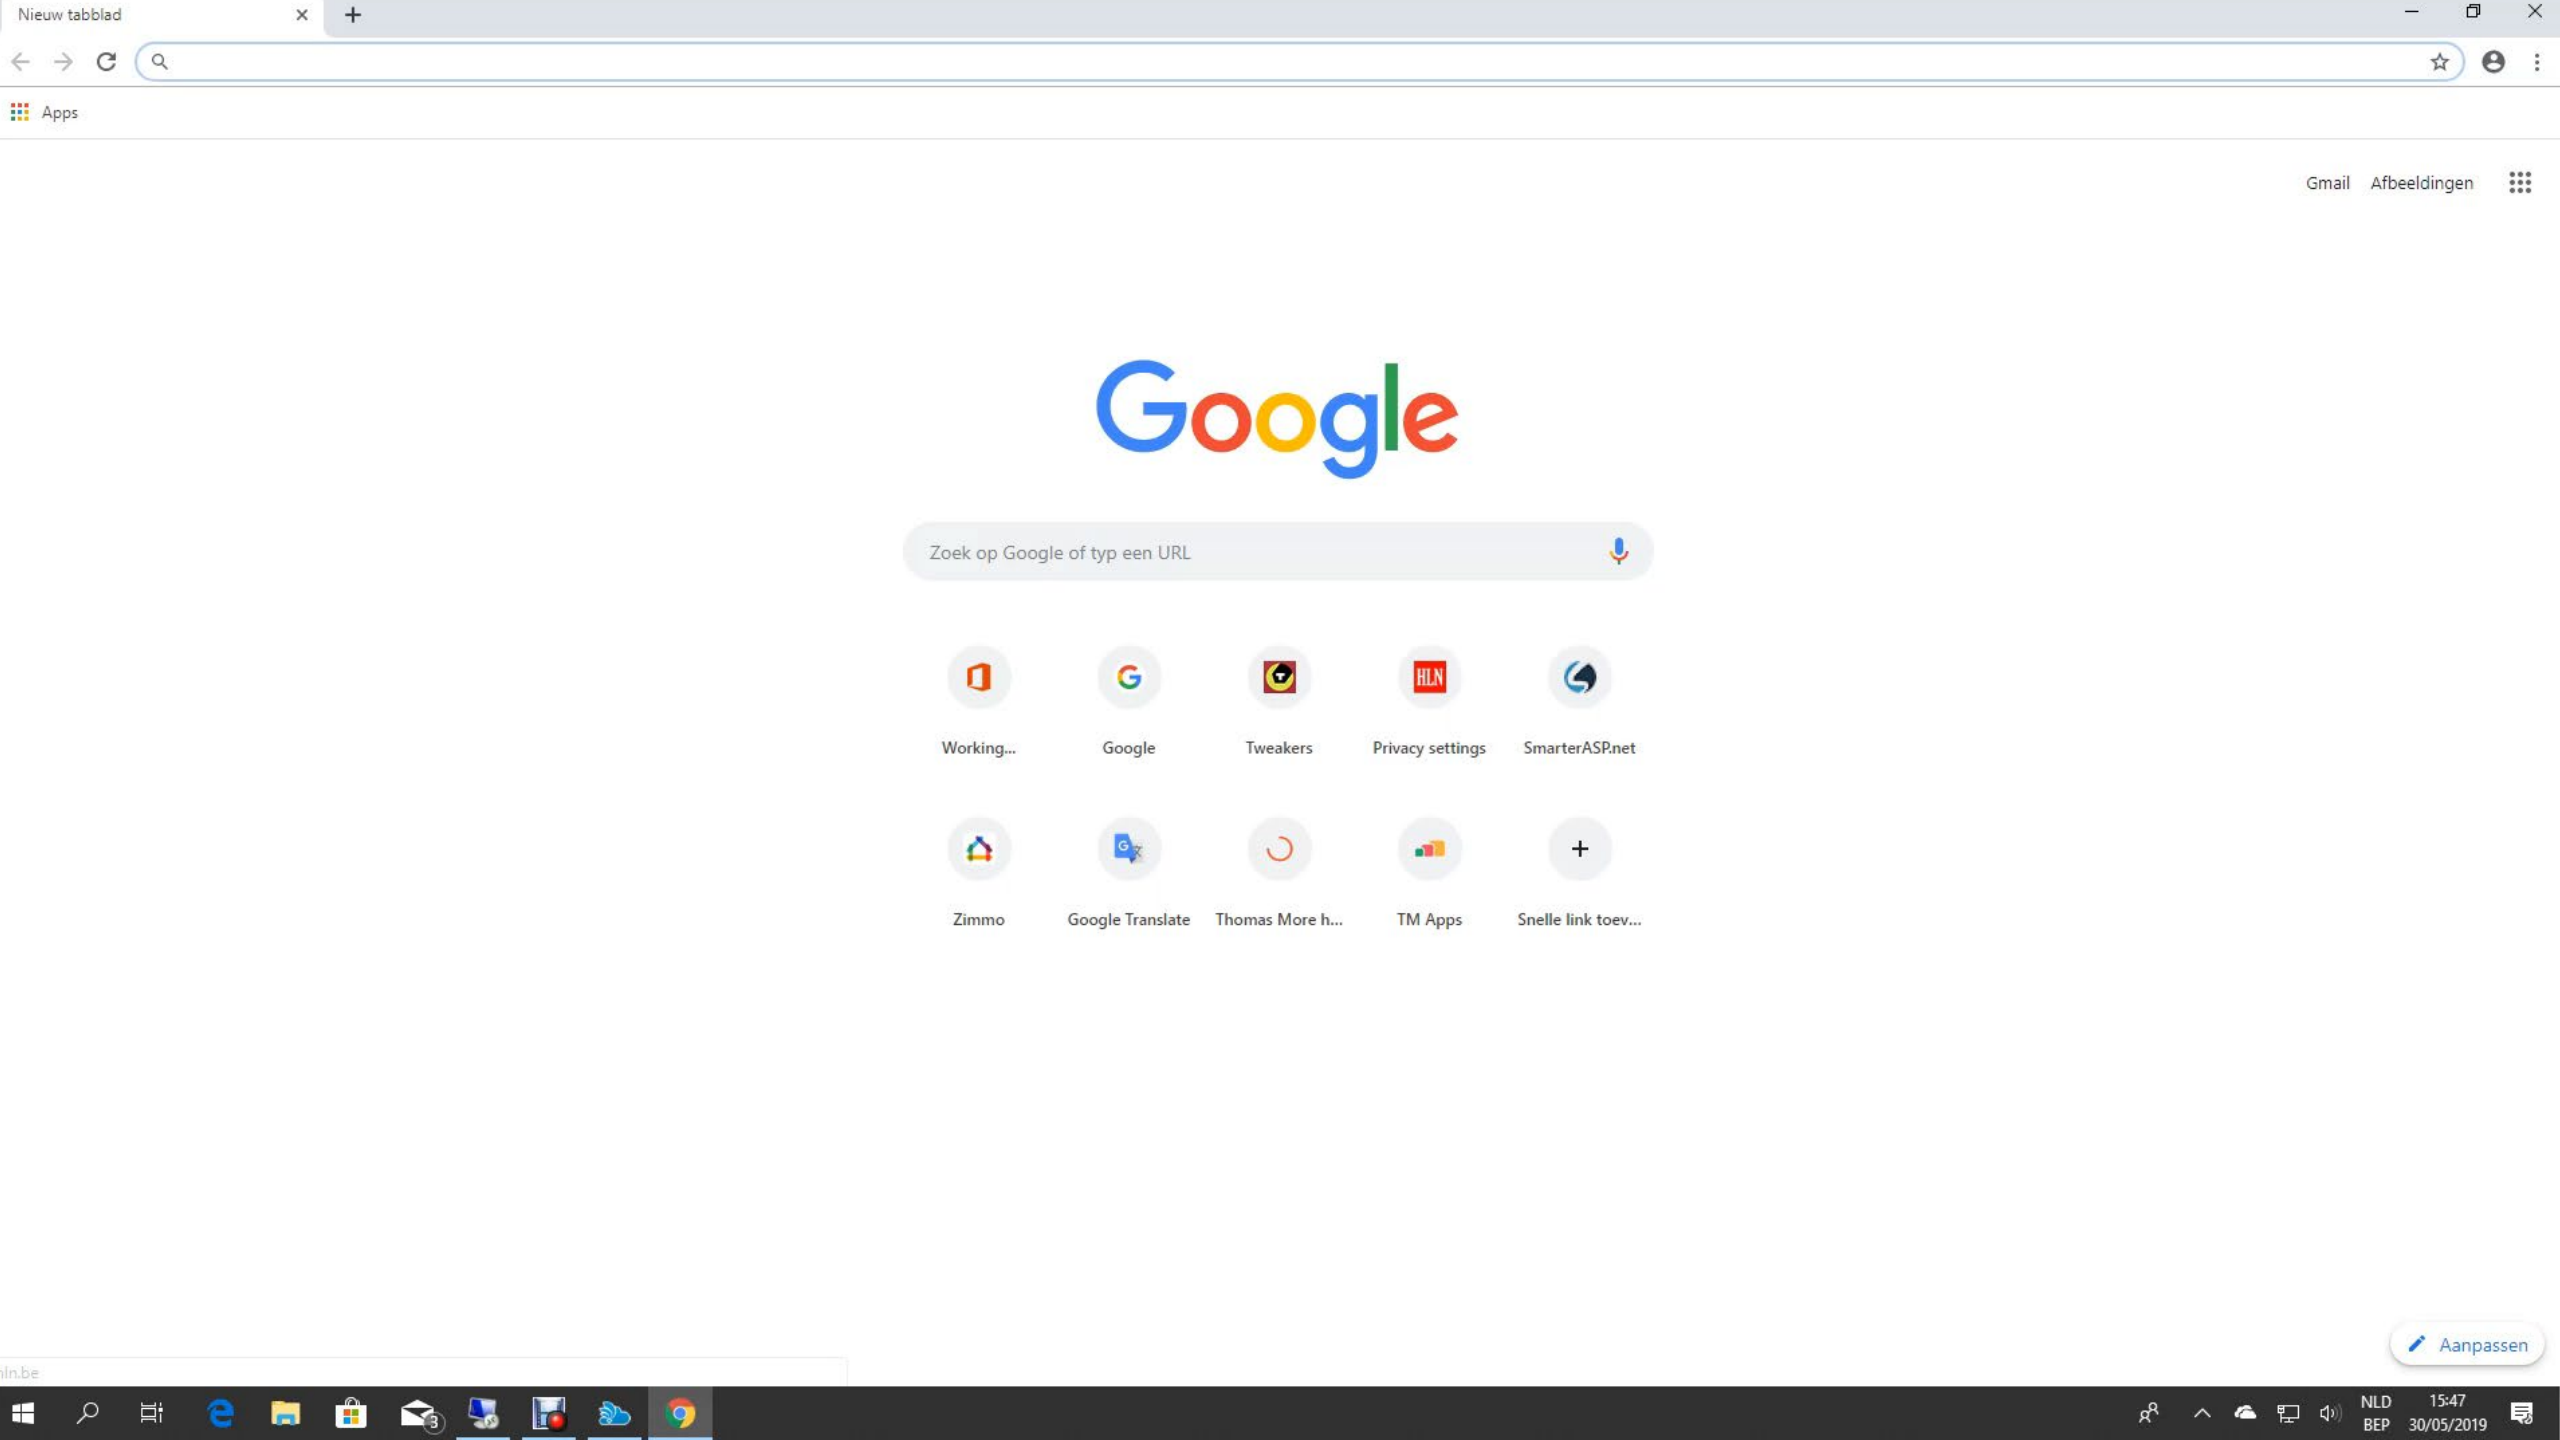 Nieuw tabblad
Apps
Gmail Afbeeldingen
Google
Zoek op Google of typ een URL
HLN
Working... Google Tweakers Privacy settings SmarterASP.net
Zimmo Google Translate Thomas More h... TM Apps Snelle link toev...
Aanpassen
hln.be
3
NLD 15:47
BEP 30/05/2019